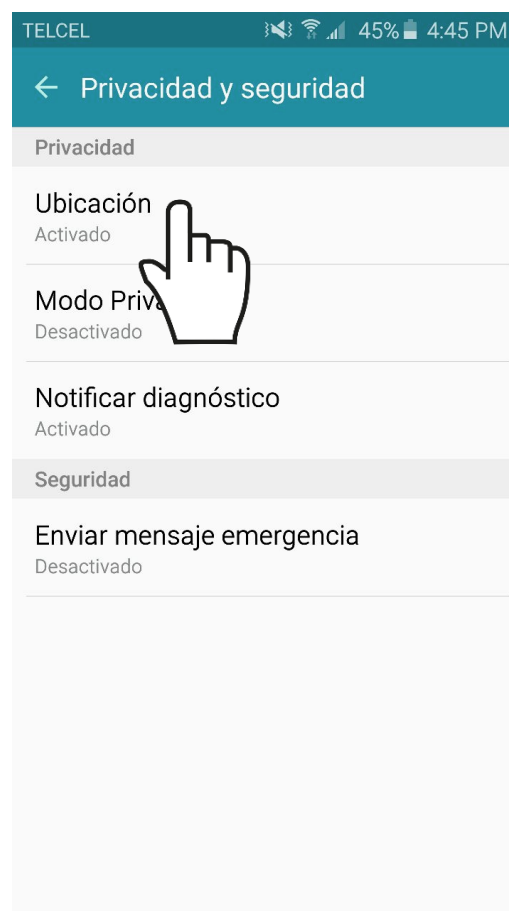 TELCEL 45% 4:45 PM
Privacidad y seguridad
Privacidad
Ubicación
Activado
Modo
Desactivado
Notificar diagnóstico
Activado
Seguridad
Enviar mensaje emergencia
Desactivado